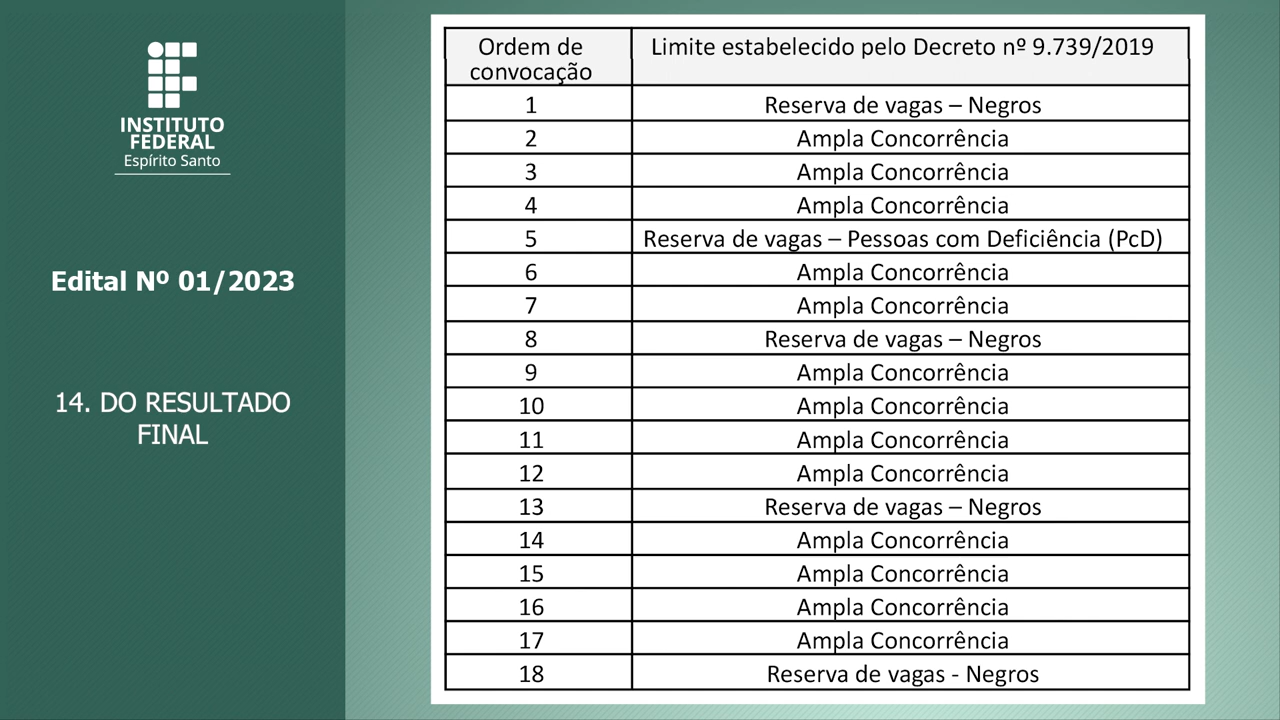 INSTITUTO
FEDERAL
Espírito Santo
Edital Nº 01/2023
14. DO RESULTADO
FINAL
Ordem de
convocação
Limite estabelecido pelo Decreto nº 9.739/2019
1 Reserva de vagas – Negros
2 Ampla Concorrência
3 Ampla Concorrência
4 Ampla Concorrência
5 Reserva de vagas – Pessoas com Deficiência (PcD)
6 Ampla Concorrência
7 Ampla Concorrência
8 Reserva de vagas – Negros
9 Ampla Concorrência
10 Ampla Concorrência
11 Ampla Concorrência
12 Ampla Concorrência
13 Reserva de vagas – Negros
14 Ampla Concorrência
15 Ampla Concorrência
16 Ampla Concorrência
17 Ampla Concorrência
18 Reserva de vagas - Negros